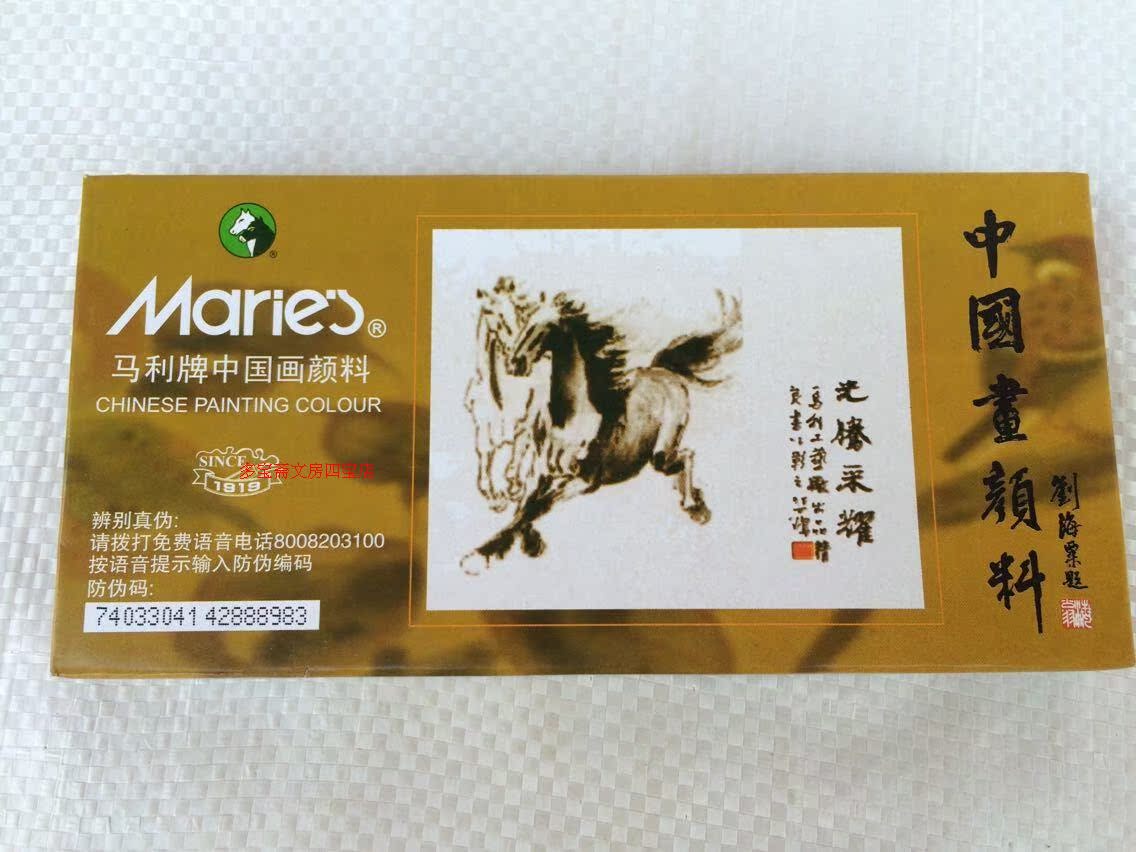 Marie's®
马利牌中国画颜料
CHINESE PAINTING COLOUR
SINCE
1919
辨别真伪:
请拨打免费语音电话8008203100
按语音提示输入防伪编码
防伪码:
74033041 42888983
采耀
中國畫顏料
劉海粟題